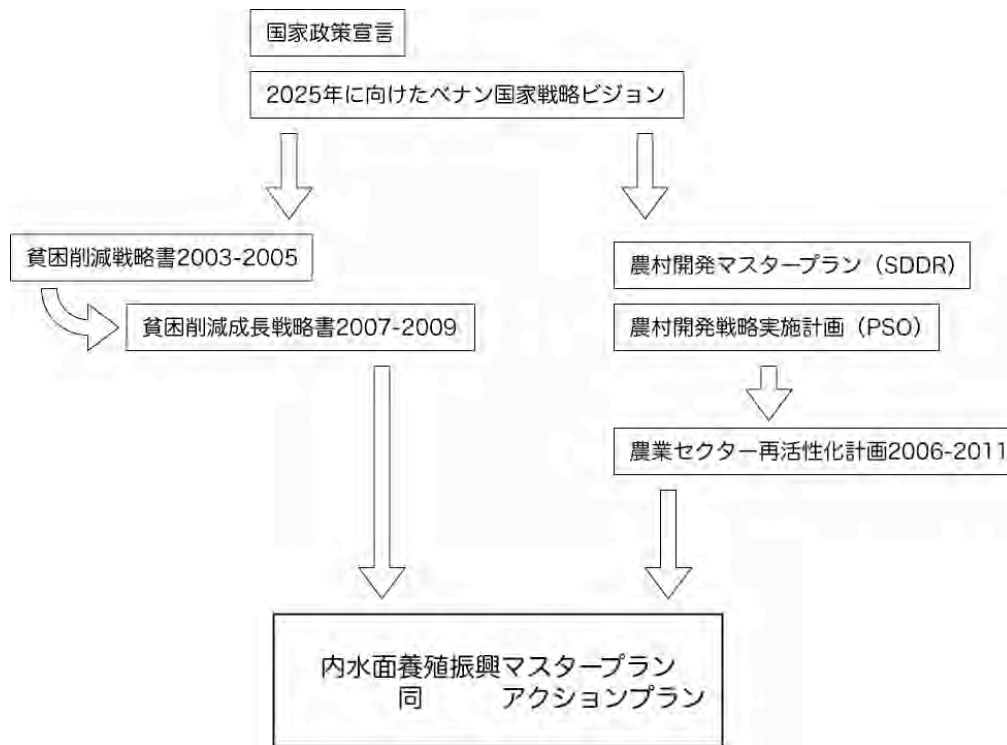 国家政策宣言
2025年に向けたベナン国家戦略ビジョン
貧困削減戦略書2003-2005
貧困削減成長戦略書2007-2009
農村開発マスタープラン（SDDR）
農村開発戦略実施計画（PSO）
農業セクター再活性化計画2006-2011
内水面養殖振興マスタープラン
同　　アクションプラン